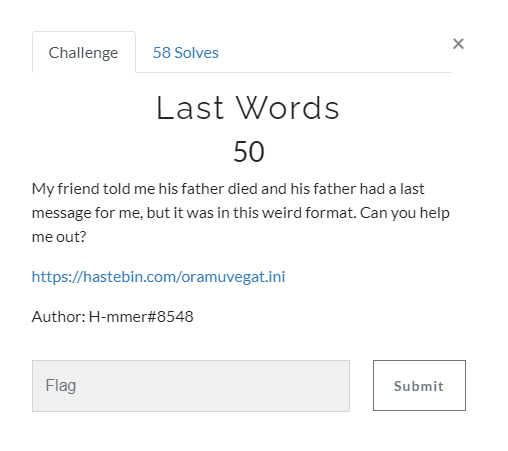 Challenge
58 Solves
×
Last Words
50
My friend told me his father died and his father had a last
message for me, but it was in this weird format. Can you help
me out?
https://hastebin.com/oramuvegat.ini
Author: H-mmer#8548
Flag
Submit